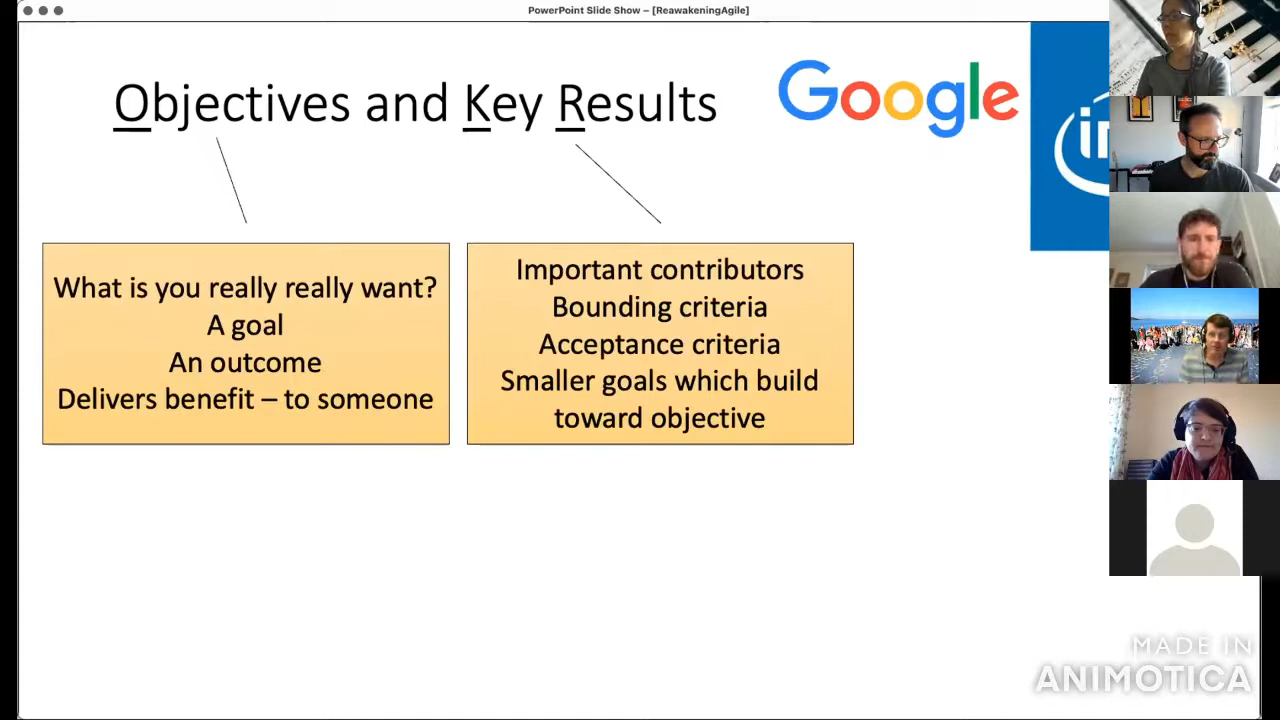 PowerPoint Slide Show – [ReawakeningAgile]
Objectives and Key Results
Google
in
What is you really really want?
A goal
An outcome
Delivers benefit – to someone
Important contributors
Bounding criteria
Acceptance criteria
Smaller goals which build
toward objective
MADE IN
ANIMOTICA